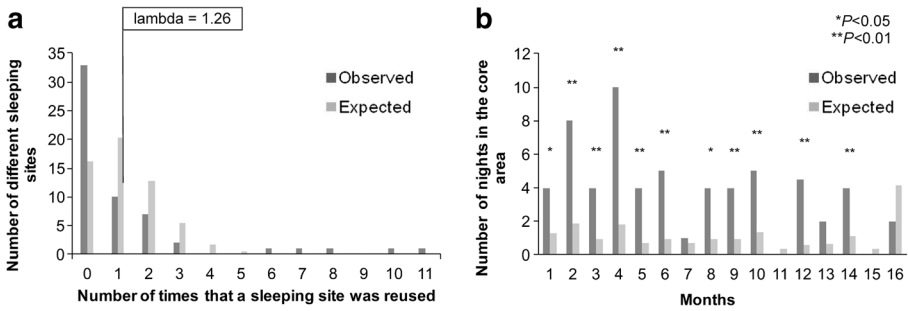 a
lambda = 1.26
Number of different sleeping
sites
35
30
25
20
15
10
5
0
Observed
Expected
0 1 2 3 4 5 6 7 8 9 10 11
Number of times that a sleeping site was reused
b
*P<0.05
**P<0.01
Number of nights in the core
area
12
10
8
6
4
2
0
Observed
Expected
* ** ** ** ** ** * ** ** ** **
1 2 3 4 5 6 7 8 9 10 11 12 13 14 15 16
Months